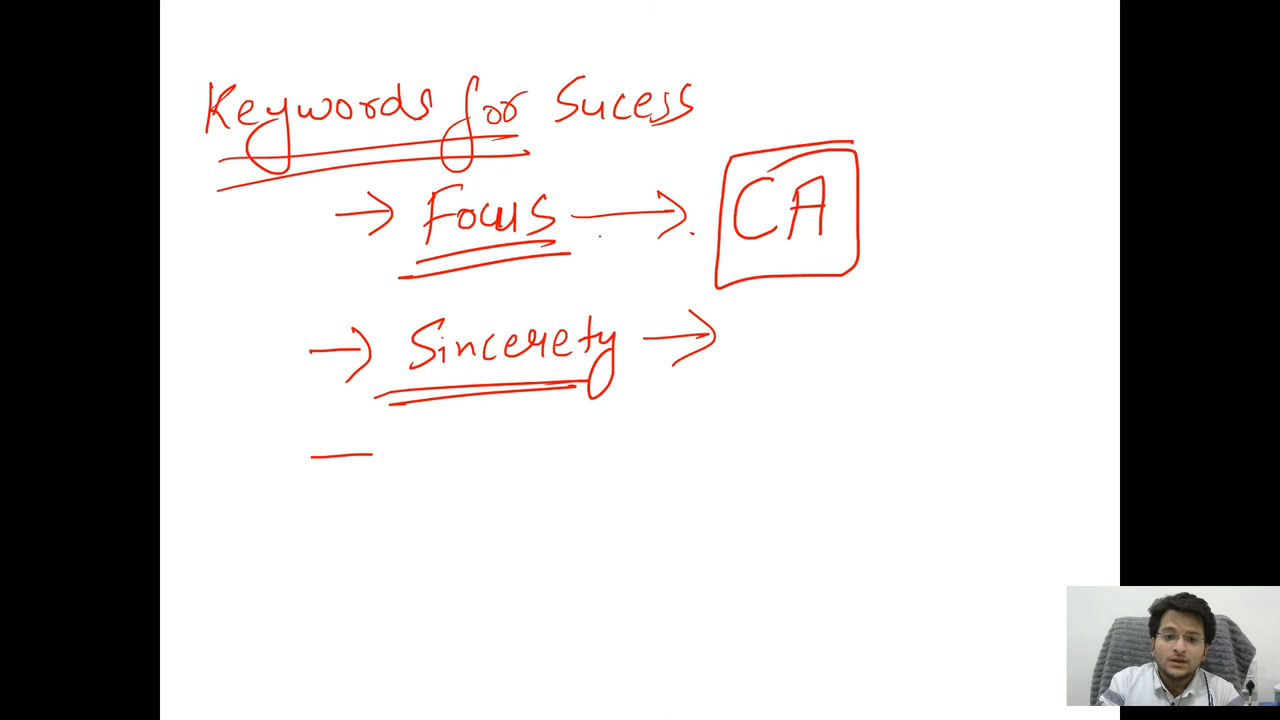 Keywords for Sucess
→ Focus → CA
→ Sincerety →